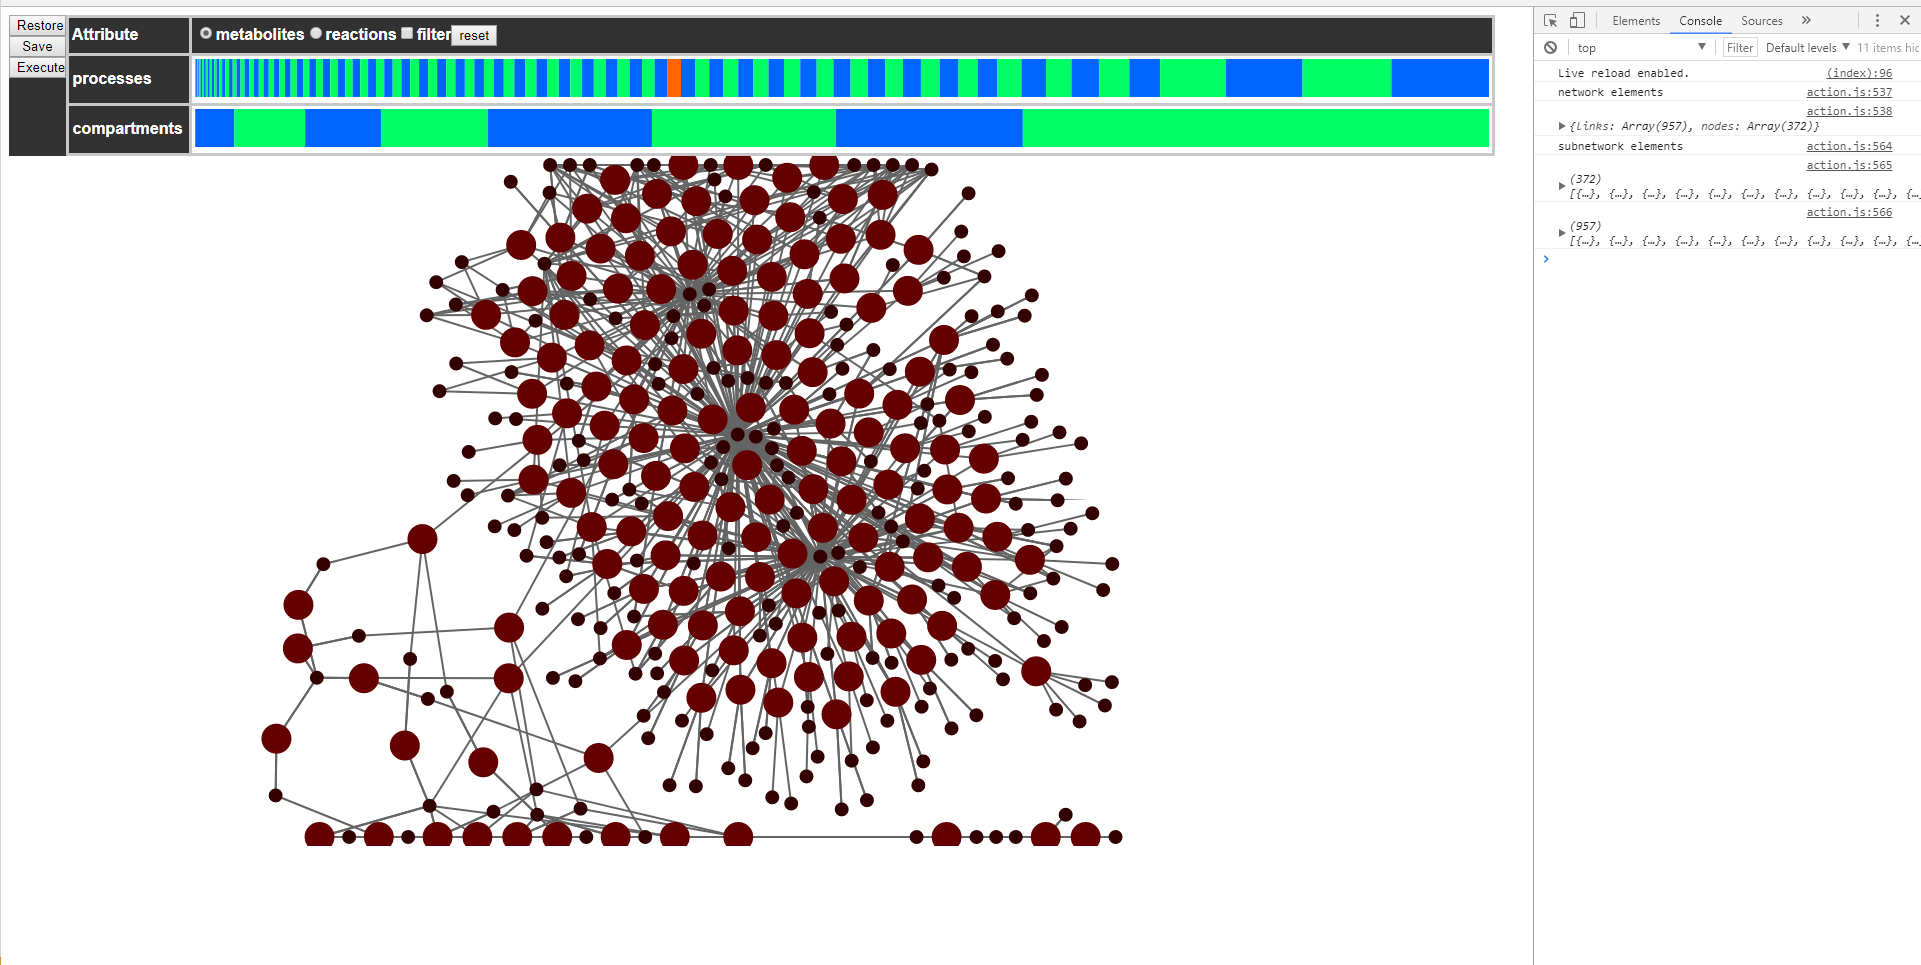 Restore
Save
Execute
Attribute
metabolites reactions filter reset
processes
compartments
Elements Console Sources »
top Filter Default levels 11 items hid
Live reload enabled. (index):96
network elements action.js:537
action.js:538
{links: Array(957), nodes: Array(372)}
subnetwork elements action.js:564
action.js:565
(372)
[{…}, {…}, {…}, {…}, {…}, {…}, {…}, {…}, {…}, {…}, {…
action.js:566
(957)
[{…}, {…}, {…}, {…}, {…}, {…}, {…}, {…}, {…}, {…}, {…